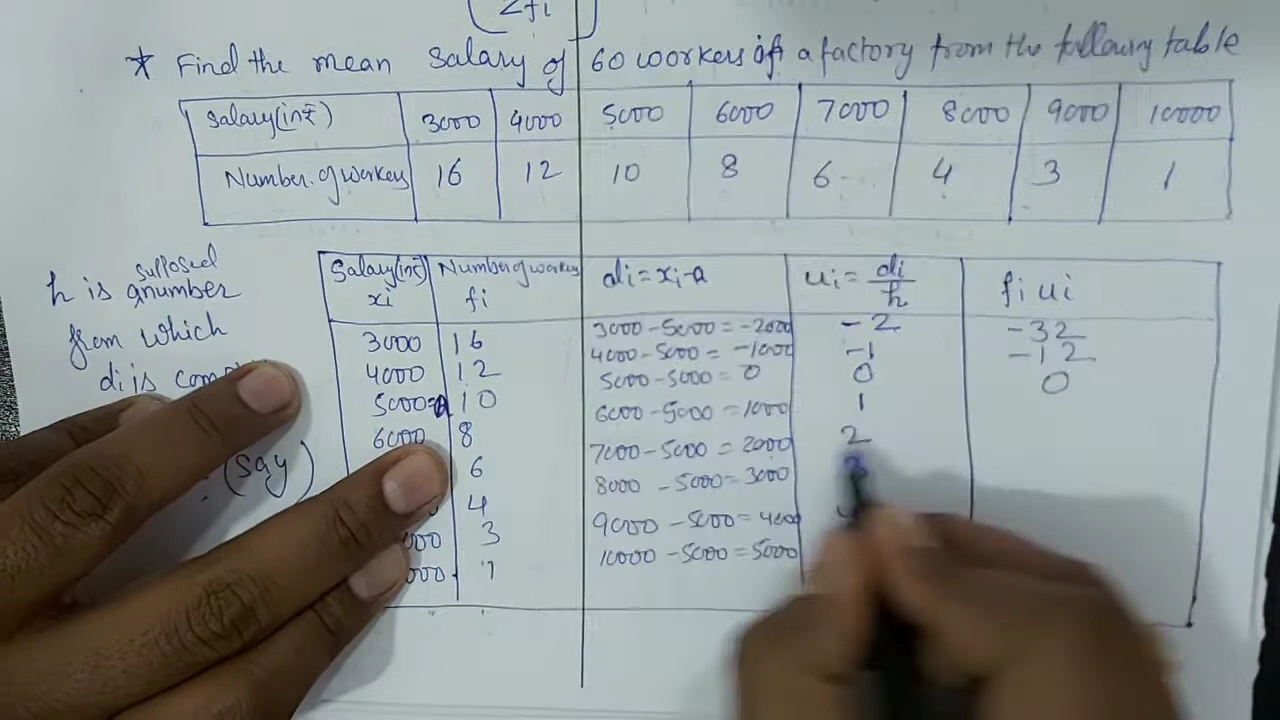 Σfi
* Find the mean salary of 60 woorkers of a factory from the following table
Salary(in₹) 3000 4000 5000 6000 7000 8000 9000 10000
Number.of workers 16 12 10 8 6 4 3 1
h is supposed
a number
from which
di is
(say)
Salary(in₹) xi Number of workers fi di = xi-a ui = di/h fi ui
3000 16 3000-5000 = -2000 -2 -32
4000 12 4000-5000 = -1000 -1 -12
5000=a 10 5000-5000 = 0 0 0
6000 8 6000-5000 = 1000 1
6 7000-5000 = 2000 2
4 8000-5000 = 3000
000 3 9000-5000 = 4000
000 1 10000-5000 = 5000